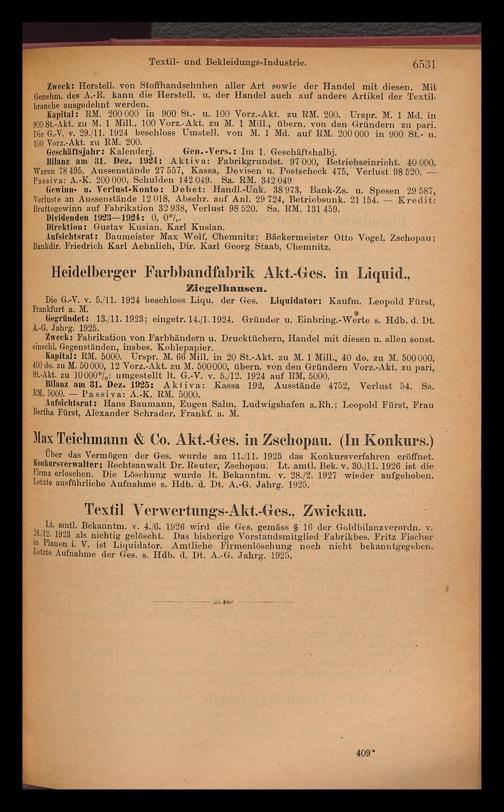 Textil- und Bekleidungs-Industrie. 6531
Zweck: Herstell. von Stoffhandschuhen aller Art sowie der Handel mit diesen. Mit
Genehm. des A.-R. kann die Herstell. u. der Handel auch auf andere Artikel der Textil-
branche ausgedehnt werden.
Kapital: RM. 200 000 in 900 St.- u. 100 Vorz.-Akt. zu RM. 200. Urspr. M. 1 Md. in
900 St.-Akt. zu M. 1 Mill., 100 Vorz.-Akt. zu M. 1 Mill., übern. von den Gründern zu pari.
Die G.-V. v. 29./11. 1924 beschloss Umstell. von M. 1 Md. auf RM. 200 000 in 900 St.- u.
100 Vorz.-Akt. zu RM. 200.
Geschäftsjahr: Kalenderj. Gen.-Vers.: Im 1. Geschäftshalbj.
Bilanz am 31. Dez. 1924: Aktiva: Fabrikgrundst. 97 000, Betriebseinricht. 40 000,
Waren 78 495, Aussenstände 27 557, Kassa, Devisen u. Postscheck 475, Verlust 98 520. —
Passiva: A.-K. 200 000, Schulden 142 049. Sa. RM. 342 049
Gewinn- u. Verlust-Konto: Debet: Handl.-Unk. 38 973, Bank-Zs. u. Spesen 29 587,
Verluste an Aussenstände 12 018, Abschr. auf Anl. 29 724, Betriebsunk. 21 154. — Kredit:
Bruttogewinn auf Fabrikation 32 938, Verlust 98 520. Sa. RM. 131 459.
Dividenden 1923—1924: 0, 0%.
Direktion: Gustav Kusian. Karl Kusian.
Aufsichtsrat: Baumeister Max Wolf, Chemnitz; Bäckermeister Otto Vogel, Zschopau;
Bankdir. Friedrich Karl Aehnlich, Dir. Karl Georg Staab, Chemnitz.
Heidelberger Farbbandfabrik Akt.-Ges. in Liquid.,
Ziegelhausen.
Die G.-V. v. 5./11. 1924 beschloss Liqu. der Ges. Liquidator: Kaufm. Leopold Fürst,
Frankfurt a. M.
Gegründet: 13./11. 1923; eingetr. 14./1. 1924. Gründer u. Einbring.-Werte s. Hdb. d. Dt.
A.-G. Jahrg. 1925.
Zweck: Fabrikation von Farbbändern u. Drucktüchern, Handel mit diesen u. allen sonst.
einschl. Gegenständen, insbes. Kohlepapier.
Kapital: RM. 5000. Urspr. M. 66 Mill. in 20 St.-Akt. zu M. 1 Mill., 40 do. zu M. 500 000,
400 do. zu M. 50 000, 12 Vorz.-Akt. zu M. 500 000, übern. von den Gründern Vorz.-Akt. zu pari,
St.-Akt. zu 10 000%; umgestellt lt. G.-V. v. 5./12. 1924 auf RM. 5000.
Bilanz am 31. Dez. 1925: Aktiva: Kassa 192, Ausstände 4752, Verlust 54. Sa.
RM. 5000. — Passiva: A.-K. RM. 5000.
Aufsichtsrat: Hans Baumann, Eugen Salm, Ludwigshafen a.Rh.; Leopold Fürst, Frau
Bertha Fürst, Alexander Schrader, Frankf. a. M.
Max Teichmann & Co. Akt.-Ges. in Zschopau. (In Konkurs.)
Über das Vermögen der Ges. wurde am 11./11. 1925 das Konkursverfahren eröffnet.
Konkursverwalter: Rechtsanwalt Dr. Reuter, Zschopau. Lt. amtl. Bek. v. 30./11. 1926 ist die
Firma erloschen. Die Löschung wurde lt. Bekanntm. v. 28./2. 1927 wieder aufgehoben.
Letzte ausführliche Aufnahme s. Hdb. d. Dt. A.-G. Jahrg. 1925.
Textil Verwertungs-Akt.-Ges., Zwickau.
Lt. amtl. Bekanntm. v. 4./6. 1926 wird die Ges. gemäss § 16 der Goldbilanzverordn. v.
28./12. 1923 als nichtig gelöscht. Das bisherige Vorstandsmitglied Fabrikbes. Fritz Fischer
in Plauen i. V. ist Liquidator. Amtliche Firmenlöschung noch nicht bekanntgegeben.
Letzte Aufnahme der Ges. s. Hdb. d. Dt. A.-G. Jahrg. 1925.
409*